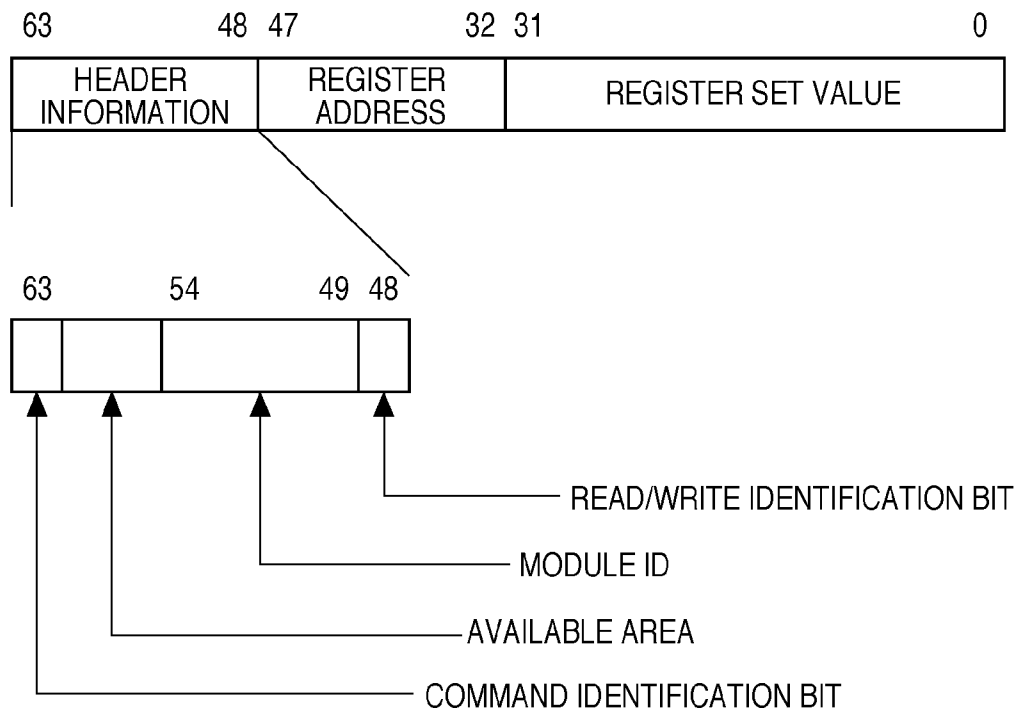 63 48 47 32 31 0
HEADER INFORMATION REGISTER ADDRESS REGISTER SET VALUE
63 54 49 48
READ/WRITE IDENTIFICATION BIT
MODULE ID
AVAILABLE AREA
COMMAND IDENTIFICATION BIT